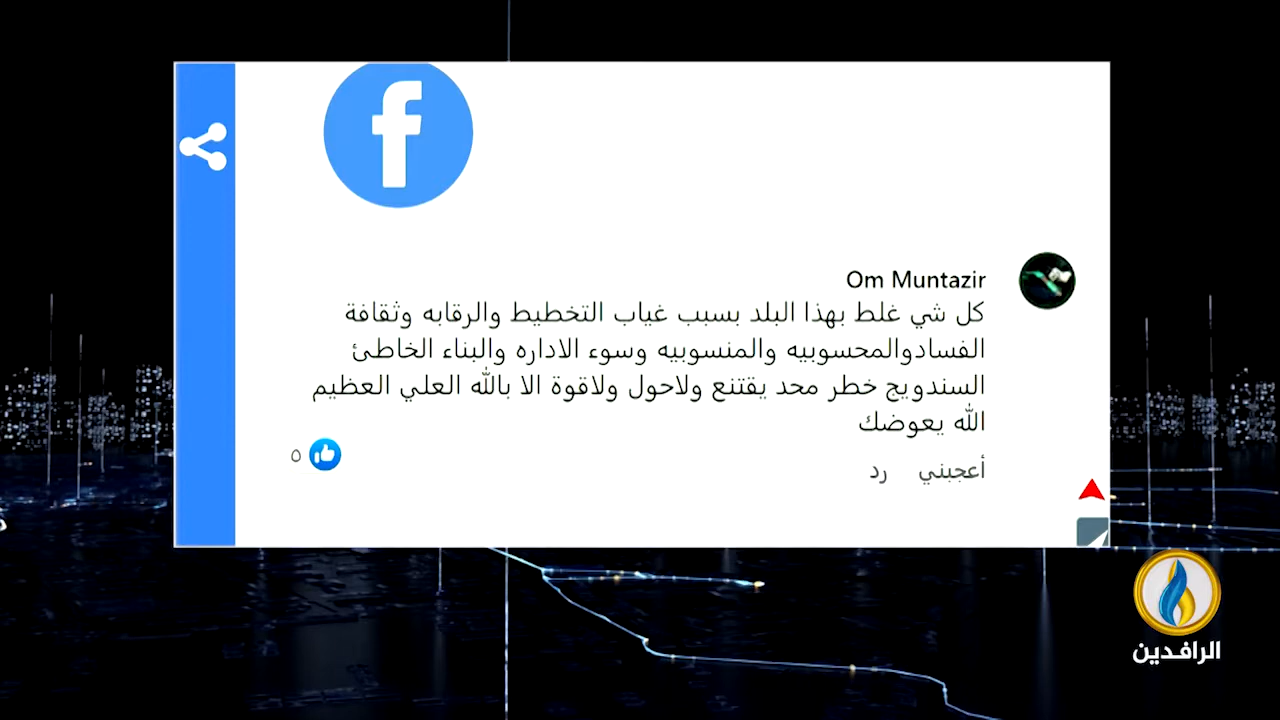 Om Muntazir
كل شي غلط بهذا البلد بسبب غياب التخطيط والرقابه وثقافة
الفسادوالمحسوبيه والمنسوبيه وسوء الاداره والبناء الخاطئ
السندويج خطر محد يقتنع ولاحول ولاقوة الا بالله العلي العظيم
الله يعوضك
أعجبني رد
٥
الرافدين